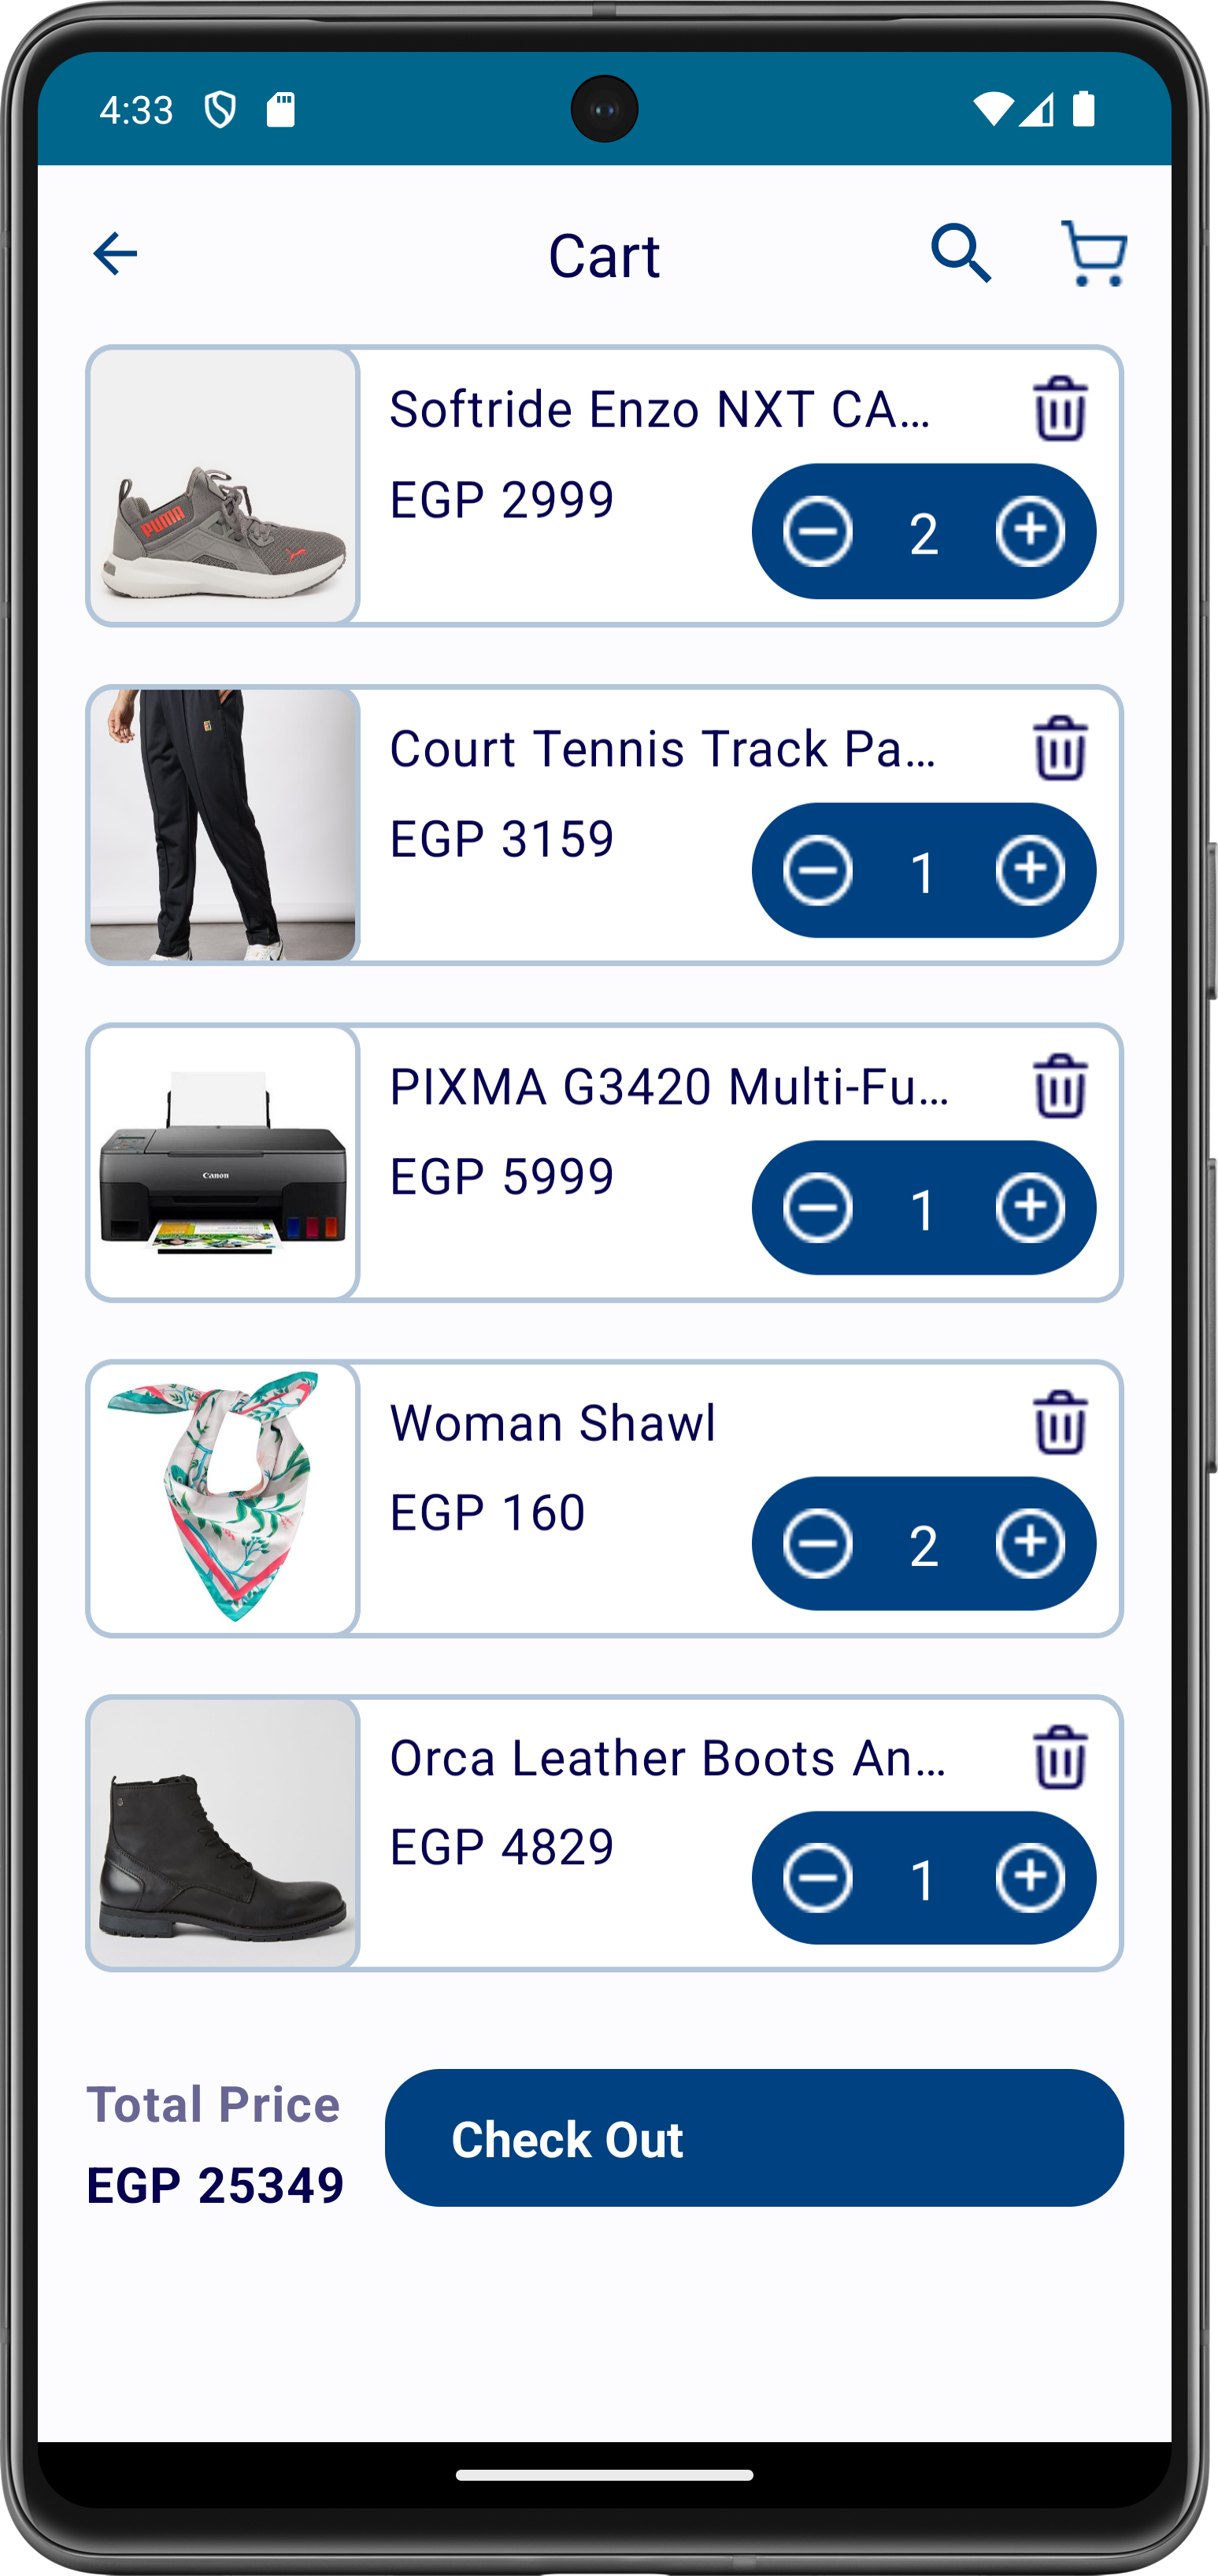 4:33
Cart
Softride Enzo NXT CA...
EGP 2999
2
PUMA
Court Tennis Track Pa...
EGP 3159
1
PIXMA G3420 Multi-Fu...
EGP 5999
1
Canon
Woman Shawl
EGP 160
2
Orca Leather Boots An...
EGP 4829
1
Total Price
EGP 25349
Check Out